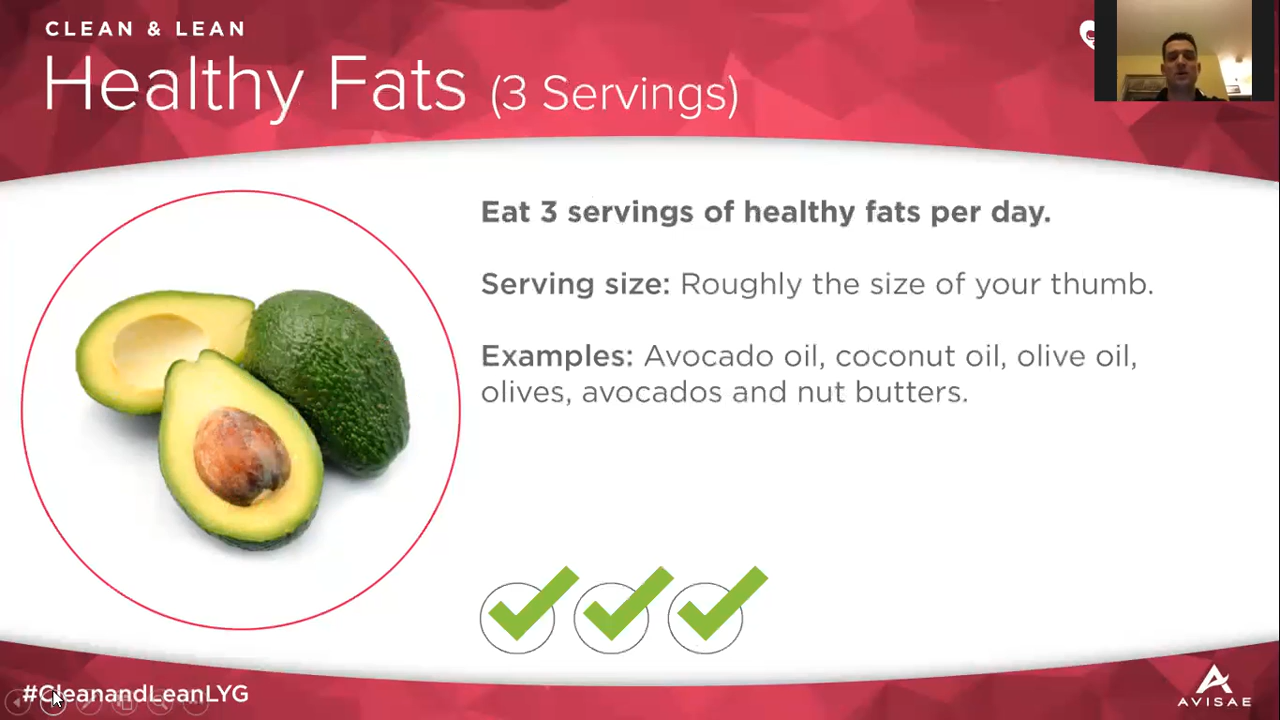 CLEAN & LEAN
Healthy Fats (3 Servings)
Eat 3 servings of healthy fats per day.
Serving size: Roughly the size of your thumb.
Examples: Avocado oil, coconut oil, olive oil,
olives, avocados and nut butters.
#CleanandLeanLYG
AVISAE